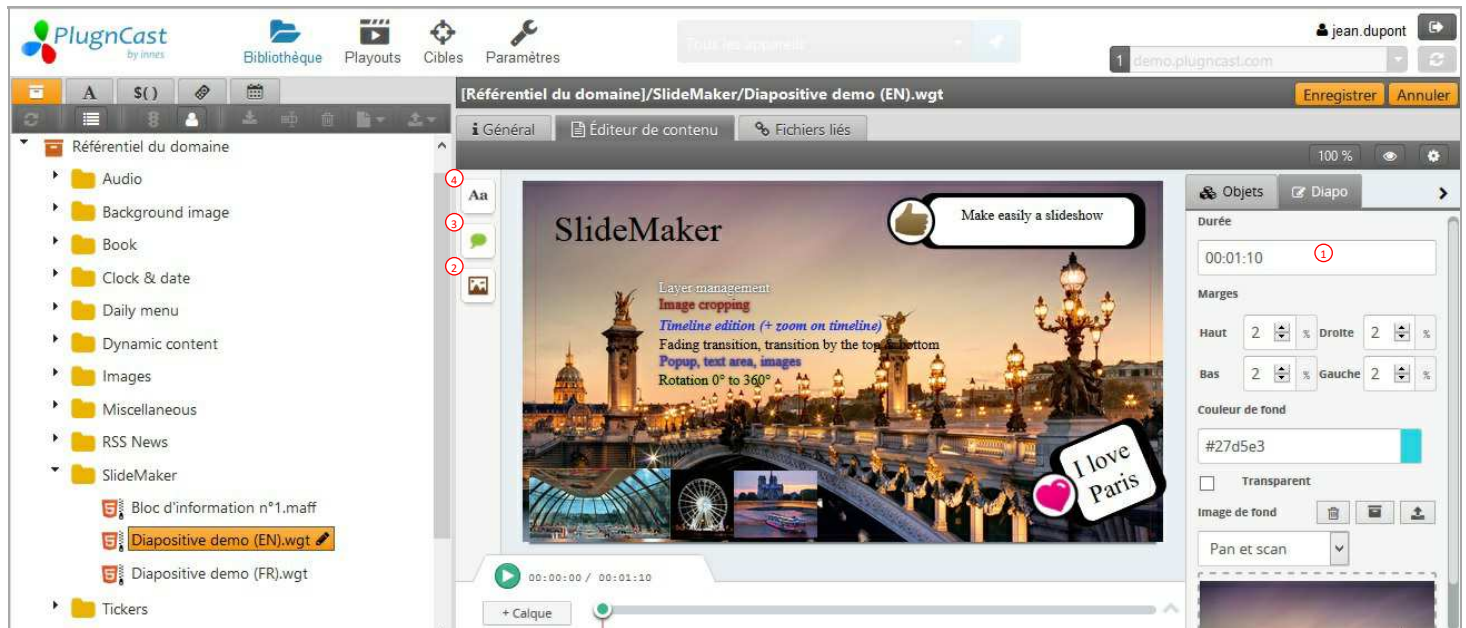 PlugnCast
by innes
Bibliothèque
Playouts
Cibles
Paramètres
Tous les appareils
jean.dupont
1 demo.plugncast.com
A
$()
[Référentiel du domaine]/SlideMaker/Diapositive demo (EN).wgt
Enregistrer
Annuler
i Général
Éditeur de contenu
Fichiers liés
100 %
Référentiel du domaine
Audio
Background image
Book
Clock & date
Daily menu
Dynamic content
Images
Miscellaneous
RSS News
SlideMaker
Bloc d'information n°1.maff
Diapositive demo (EN).wgt
Diapositive demo (FR).wgt
Tickers
4
Aa
3
2
SlideMaker
Make easily a slideshow
Layer management
Image cropping
Timeline edition (+ zoom on timeline)
Fading transition, transition by the top & bottom
Popup, text area, images
Rotation 0° to 360°
I love
Paris
00:00:00 / 00:01:10
+ Calque
Objets
Diapo
Durée
00:01:10
1
Marges
Haut 2 % Droite 2 %
Bas 2 % Gauche 2 %
Couleur de fond
#27d5e3
Transparent
Image de fond
Pan et scan